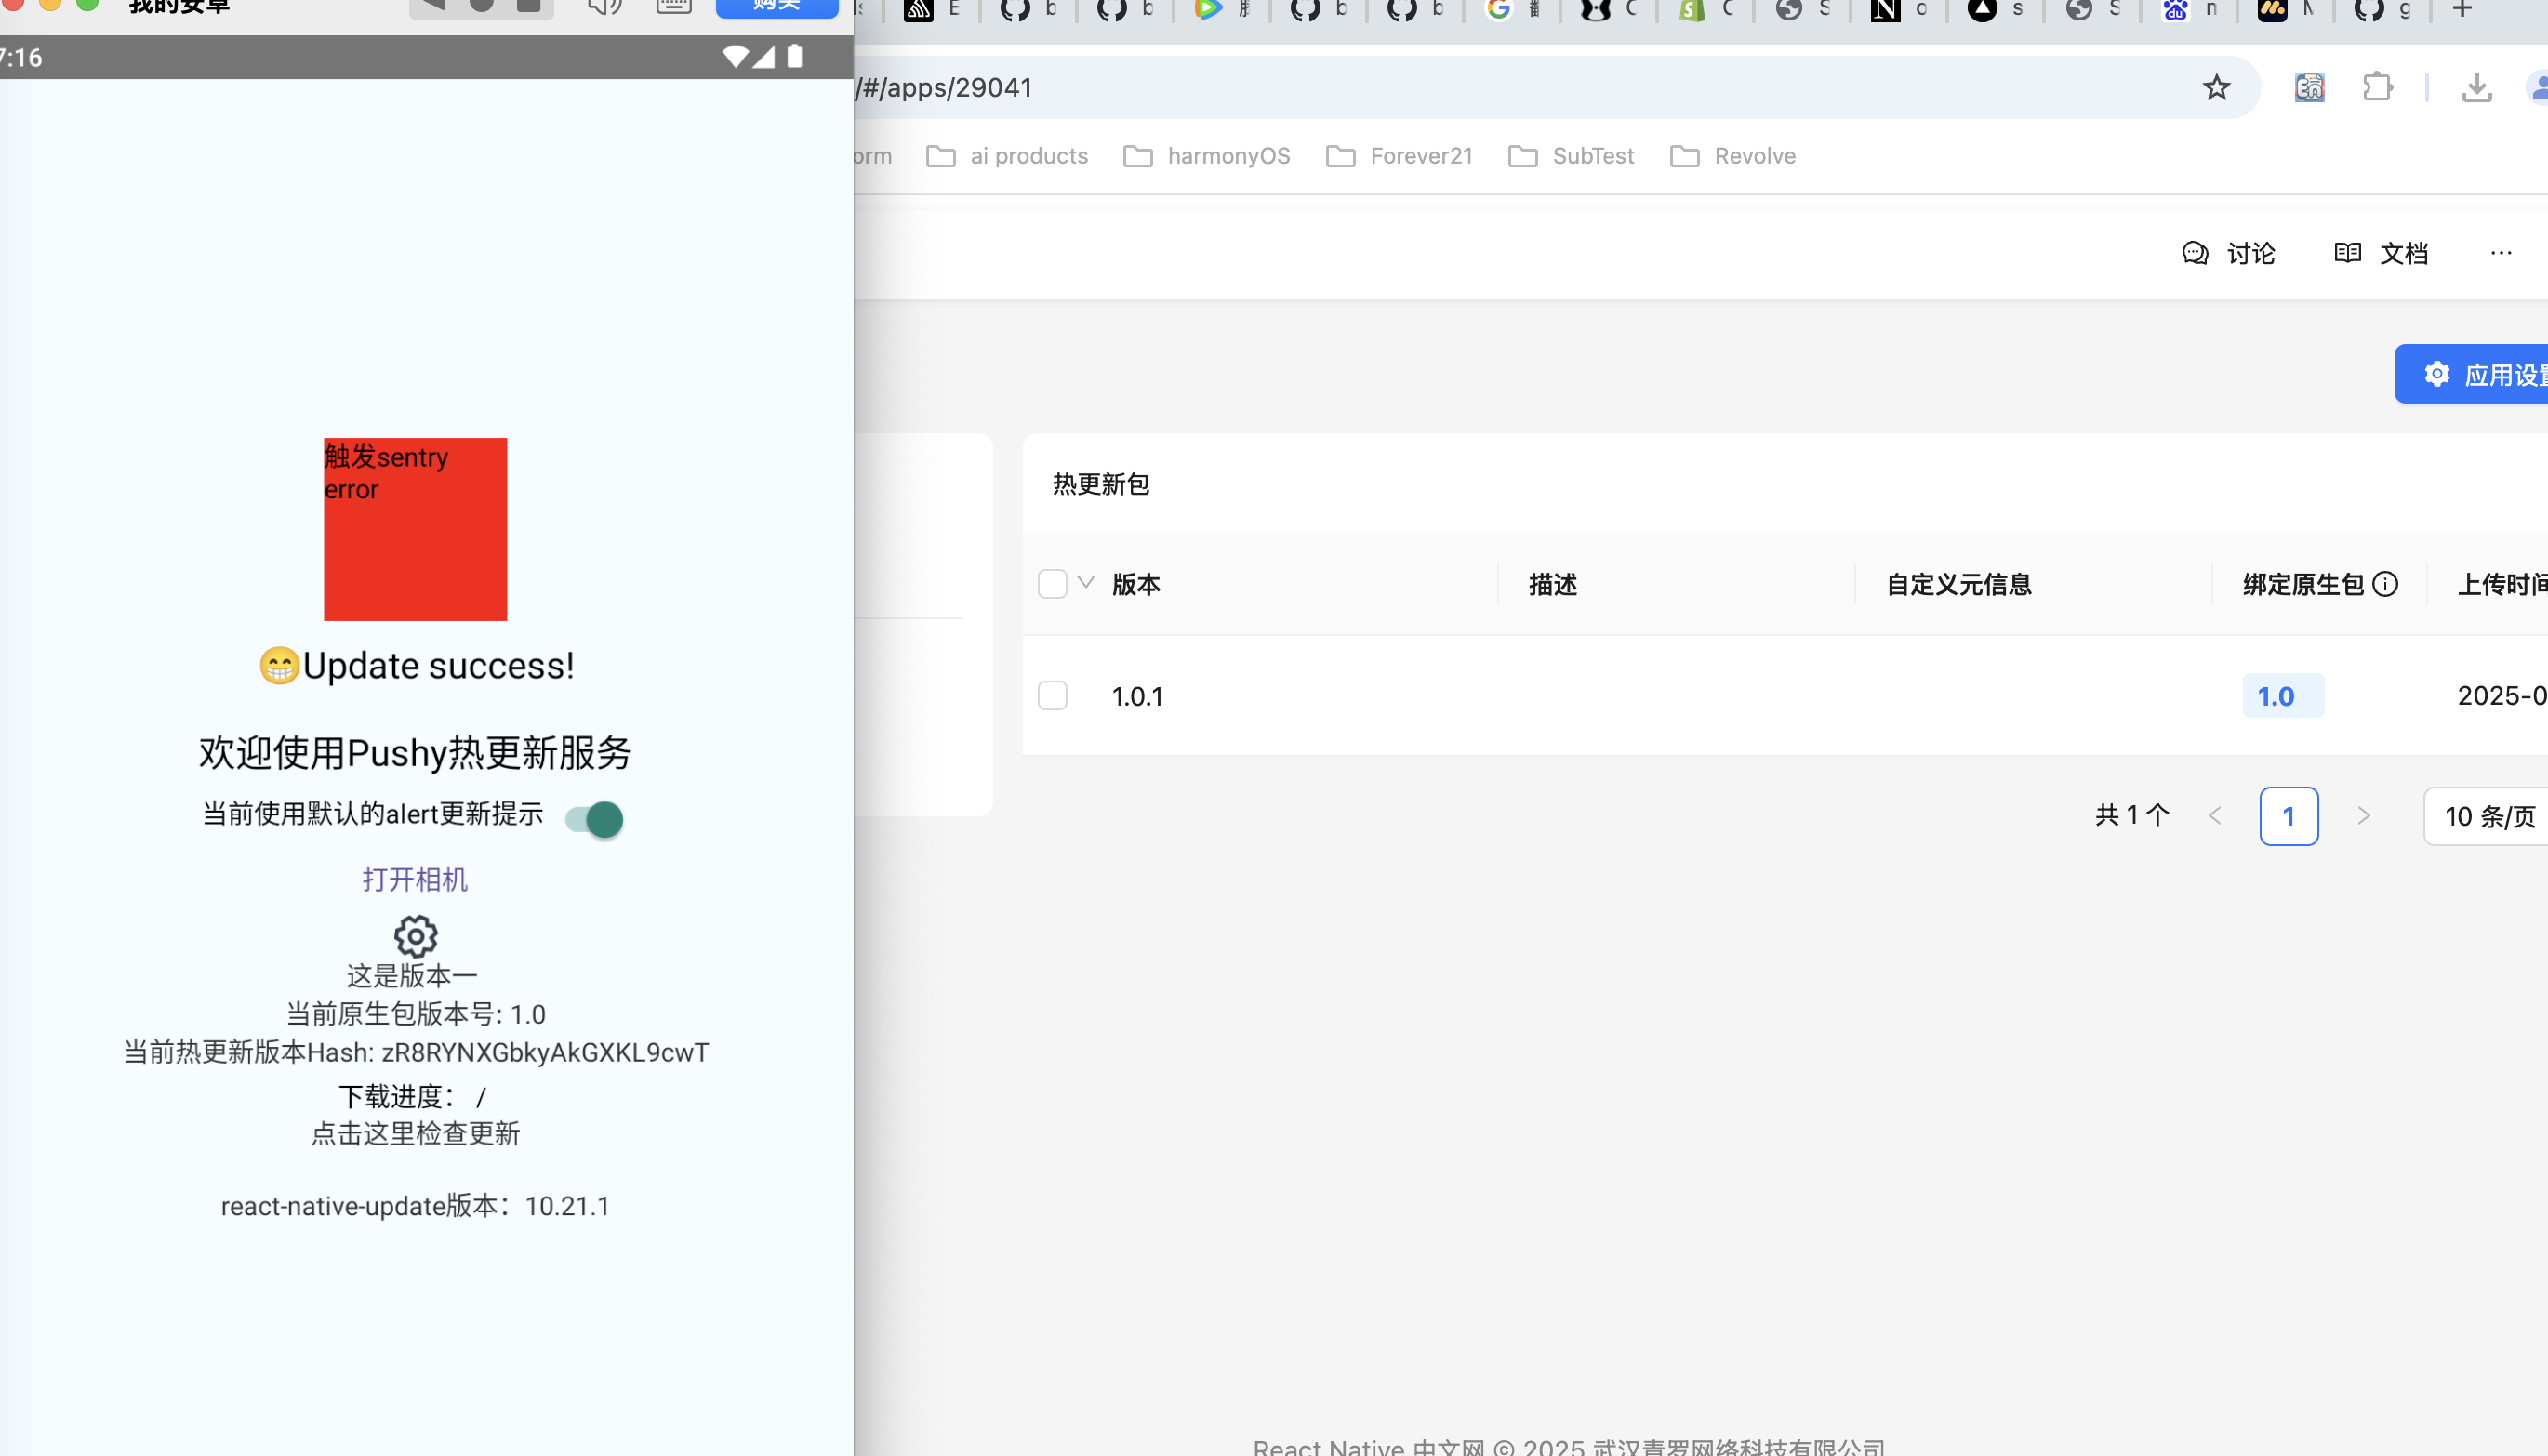 我的安卓
购买
7:16
触发sentry
error
😁Update success!
欢迎使用Pushy热更新服务
当前使用默认的alert更新提示
打开相机
这是版本一
当前原生包版本号: 1.0
当前热更新版本Hash: zR8RYNXGbkyAkGXKL9cwT
下载进度： /
点击这里检查更新
react-native-update版本：10.21.1
/#/apps/29041
orm
ai products
harmonyOS
Forever21
SubTest
Revolve
讨论
文档
应用设置
热更新包
版本
描述
自定义元信息
绑定原生包
上传时间
1.0.1
1.0
2025-0
共 1 个
1
10 条/页
React Native 中文网 © 2025 武汉青罗网络科技有限公司